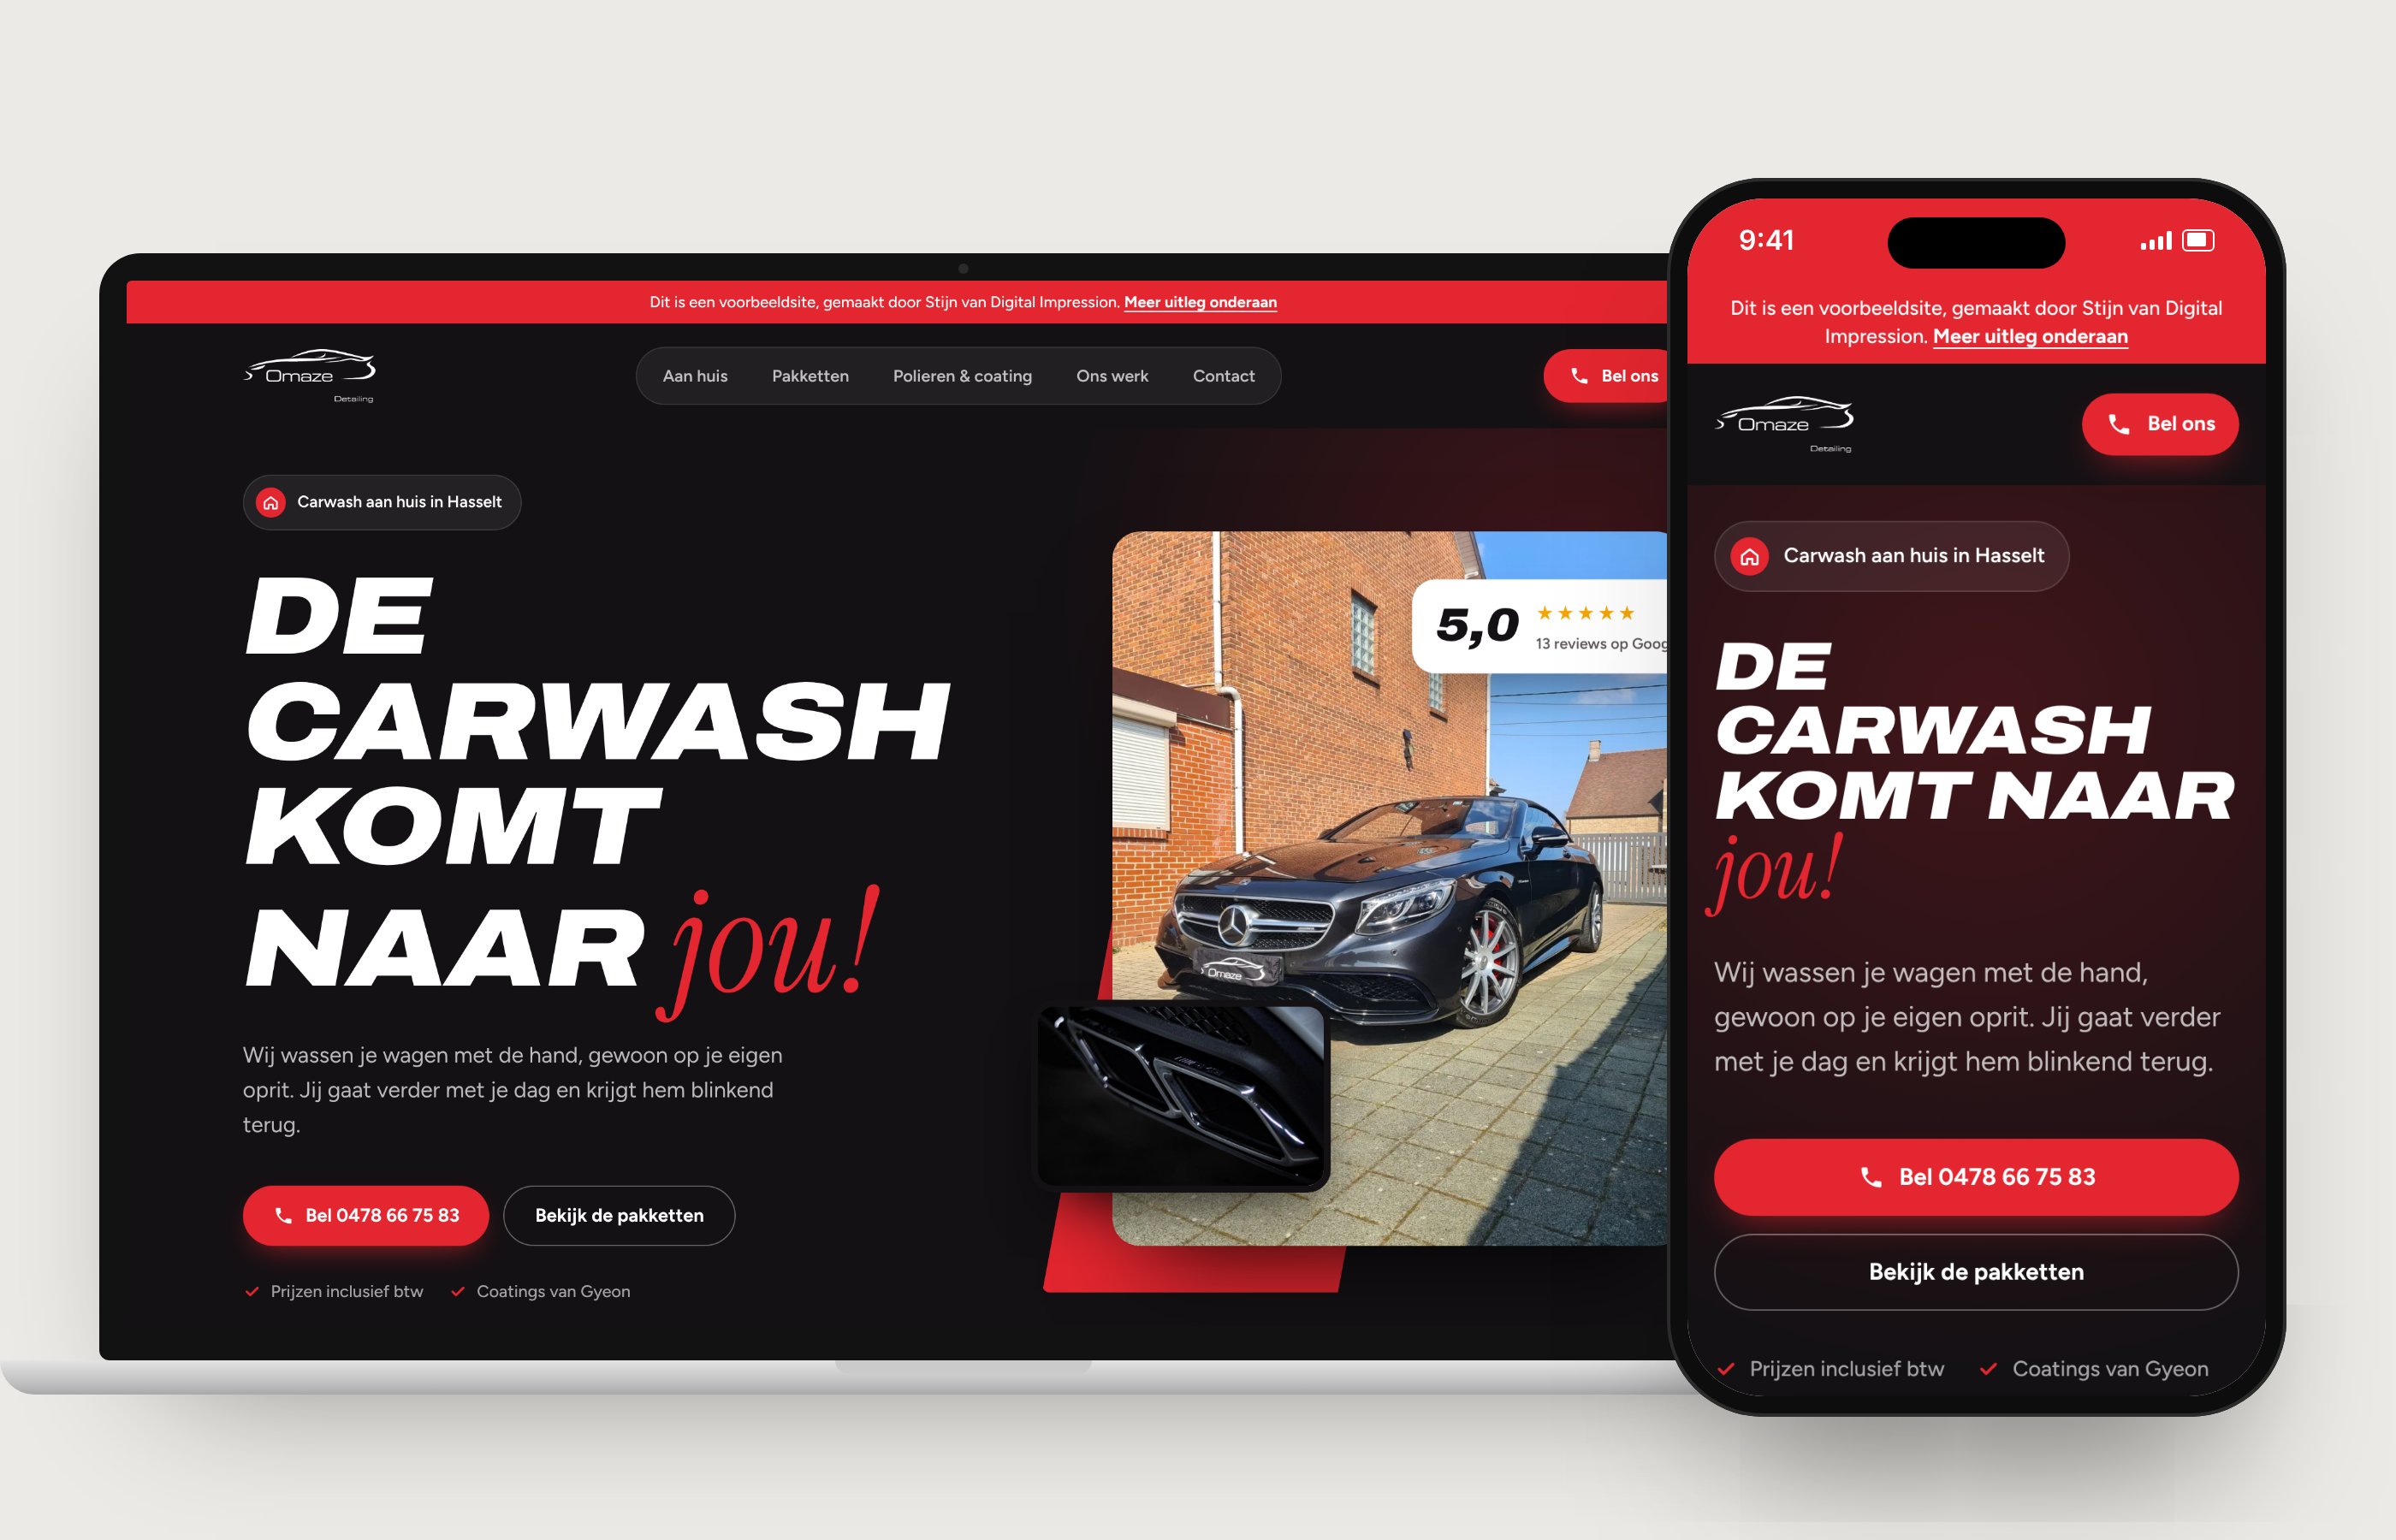 Dit is een voorbeeldsite, gemaakt door Stijn van Digital Impression. Meer uitleg onderaan
Omaze
Detailing
Aan huis
Pakketten
Polieren & coating
Ons werk
Contact
Bel ons
Carwash aan huis in Hasselt
DE
CARWASH
KOMT
NAAR jou!
Wij wassen je wagen met de hand, gewoon op je eigen
oprit. Jij gaat verder met je dag en krijgt hem blinkend
terug.
Bel 0478 66 75 83
Bekijk de pakketten
Prijzen inclusief btw
Coatings van Gyeon
5,0
13 reviews op Goog
Omaze
9:41
Dit is een voorbeeldsite, gemaakt door Stijn van Digital
Impression. Meer uitleg onderaan
Omaze
Detailing
Bel ons
Carwash aan huis in Hasselt
DE
CARWASH
KOMT NAAR
jou!
Wij wassen je wagen met de hand,
gewoon op je eigen oprit. Jij gaat verder
met je dag en krijgt hem blinkend terug.
Bel 0478 66 75 83
Bekijk de pakketten
Prijzen inclusief btw
Coatings van Gyeon